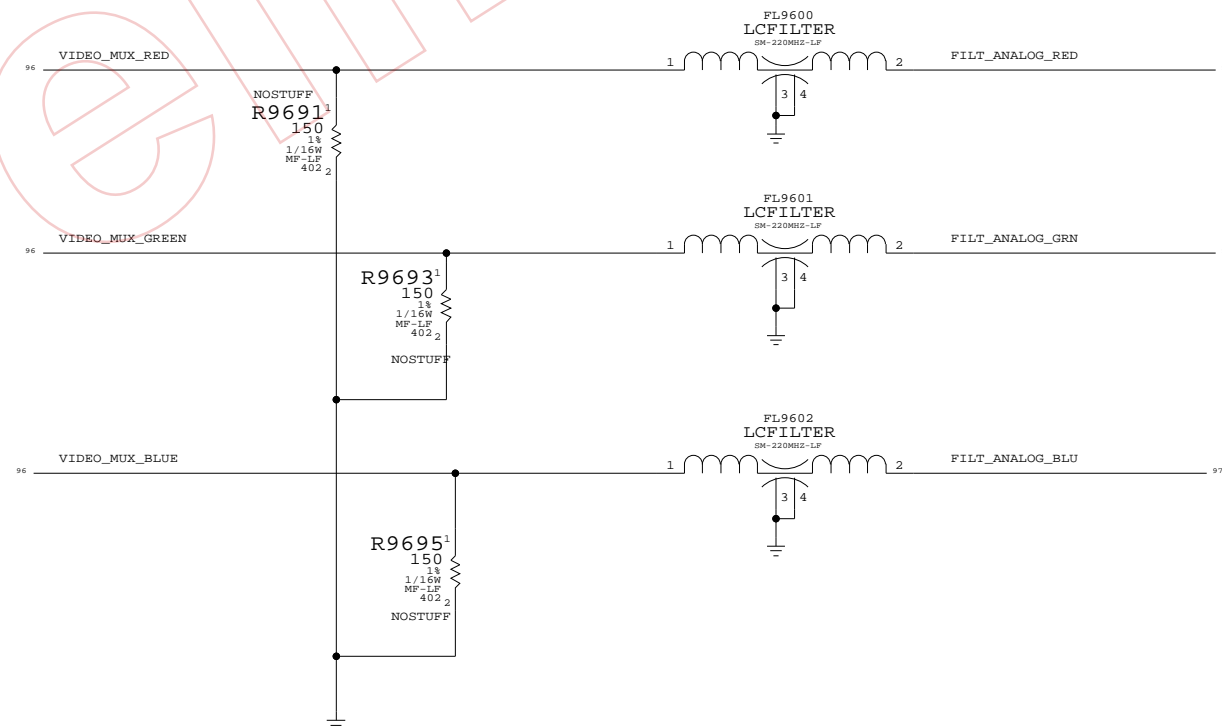 FL9600
LCFILTER
SM-220MHZ-LF
VIDEO_MUX_RED
FILT_ANALOG_RED
96
1
2
3 4
NOSTUFF
R9691 1
150
1%
1/16W
MF-LF
402 2
FL9601
LCFILTER
SM-220MHZ-LF
VIDEO_MUX_GREEN
FILT_ANALOG_GRN
96
1
2
3 4
R9693 1
150
1%
1/16W
MF-LF
402 2
NOSTUFF
FL9602
LCFILTER
SM-220MHZ-LF
VIDEO_MUX_BLUE
FILT_ANALOG_BLU
96
1
2
97
3 4
R9695 1
150
1%
1/16W
MF-LF
402 2
NOSTUFF